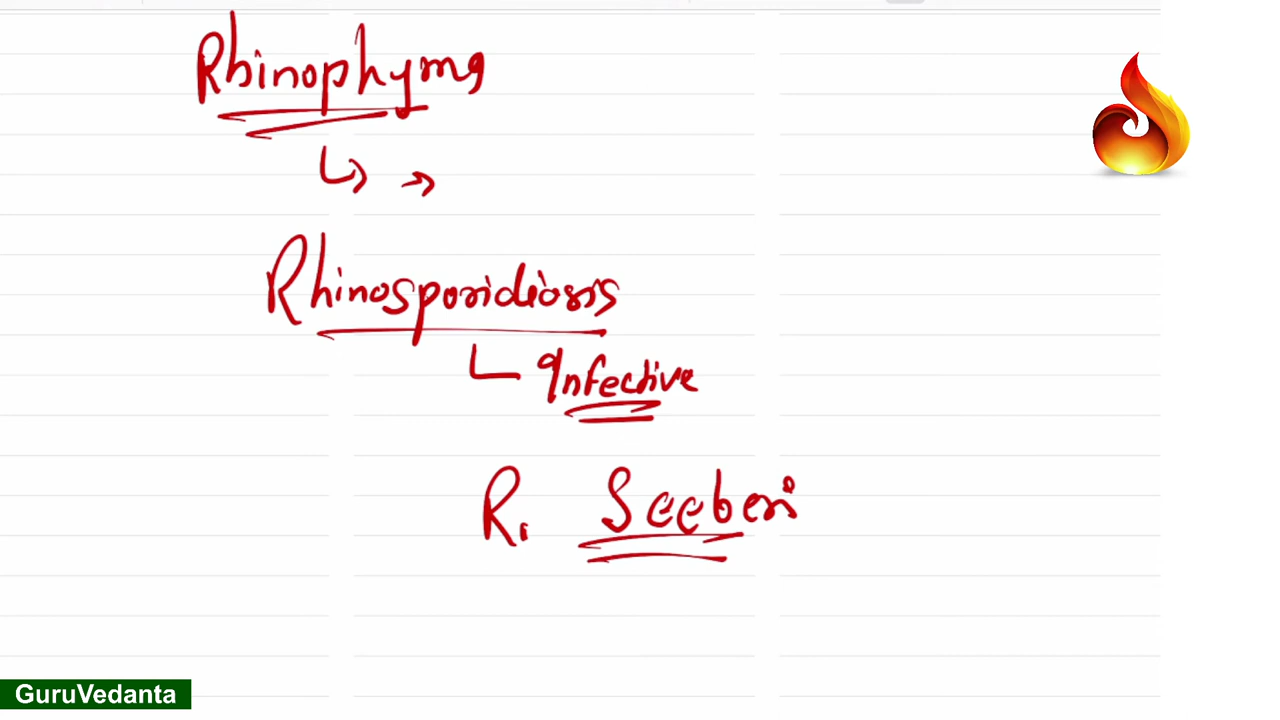 Rhinophyma
Rhinosporidiosis
Infective
R. Seeberi
GuruVedanta